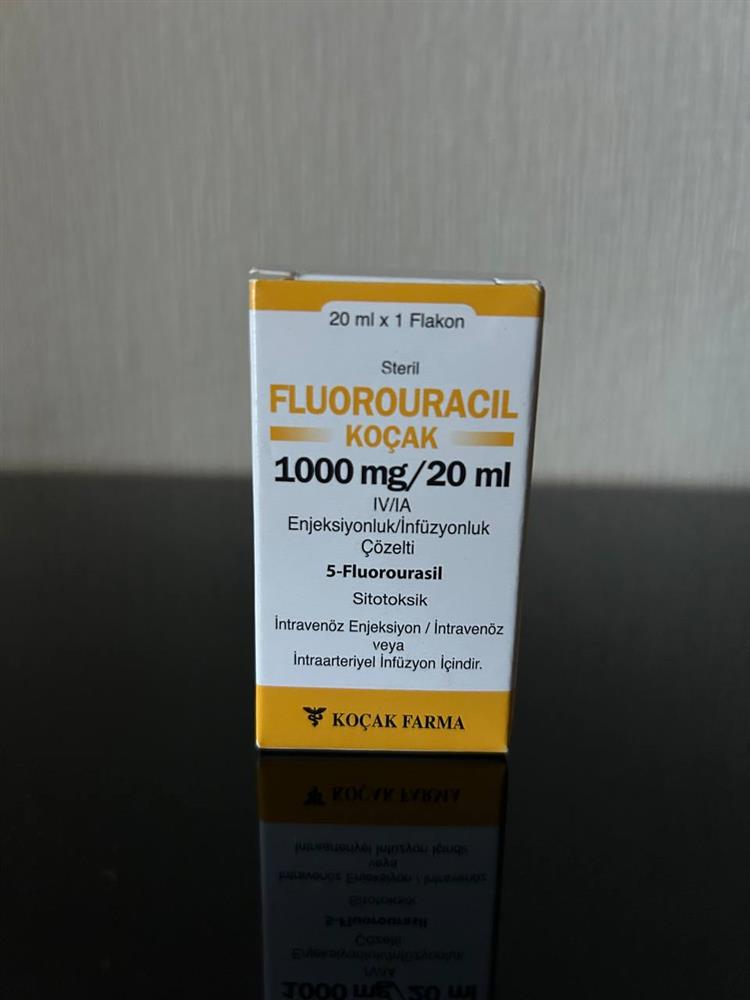 20 ml x 1 Flakon
Steril
FLUOROURACIL
KOÇAK
1000 mg/20 ml
IV/IA
Enjeksiyonluk/İnfüzyonluk
Çözelti
5-Fluorourasil
Sitotoksik
İntravenöz Enjeksiyon / İntravenöz
veya
İntraarteriyel İnfüzyon İçindir.
KOÇAK FARMA